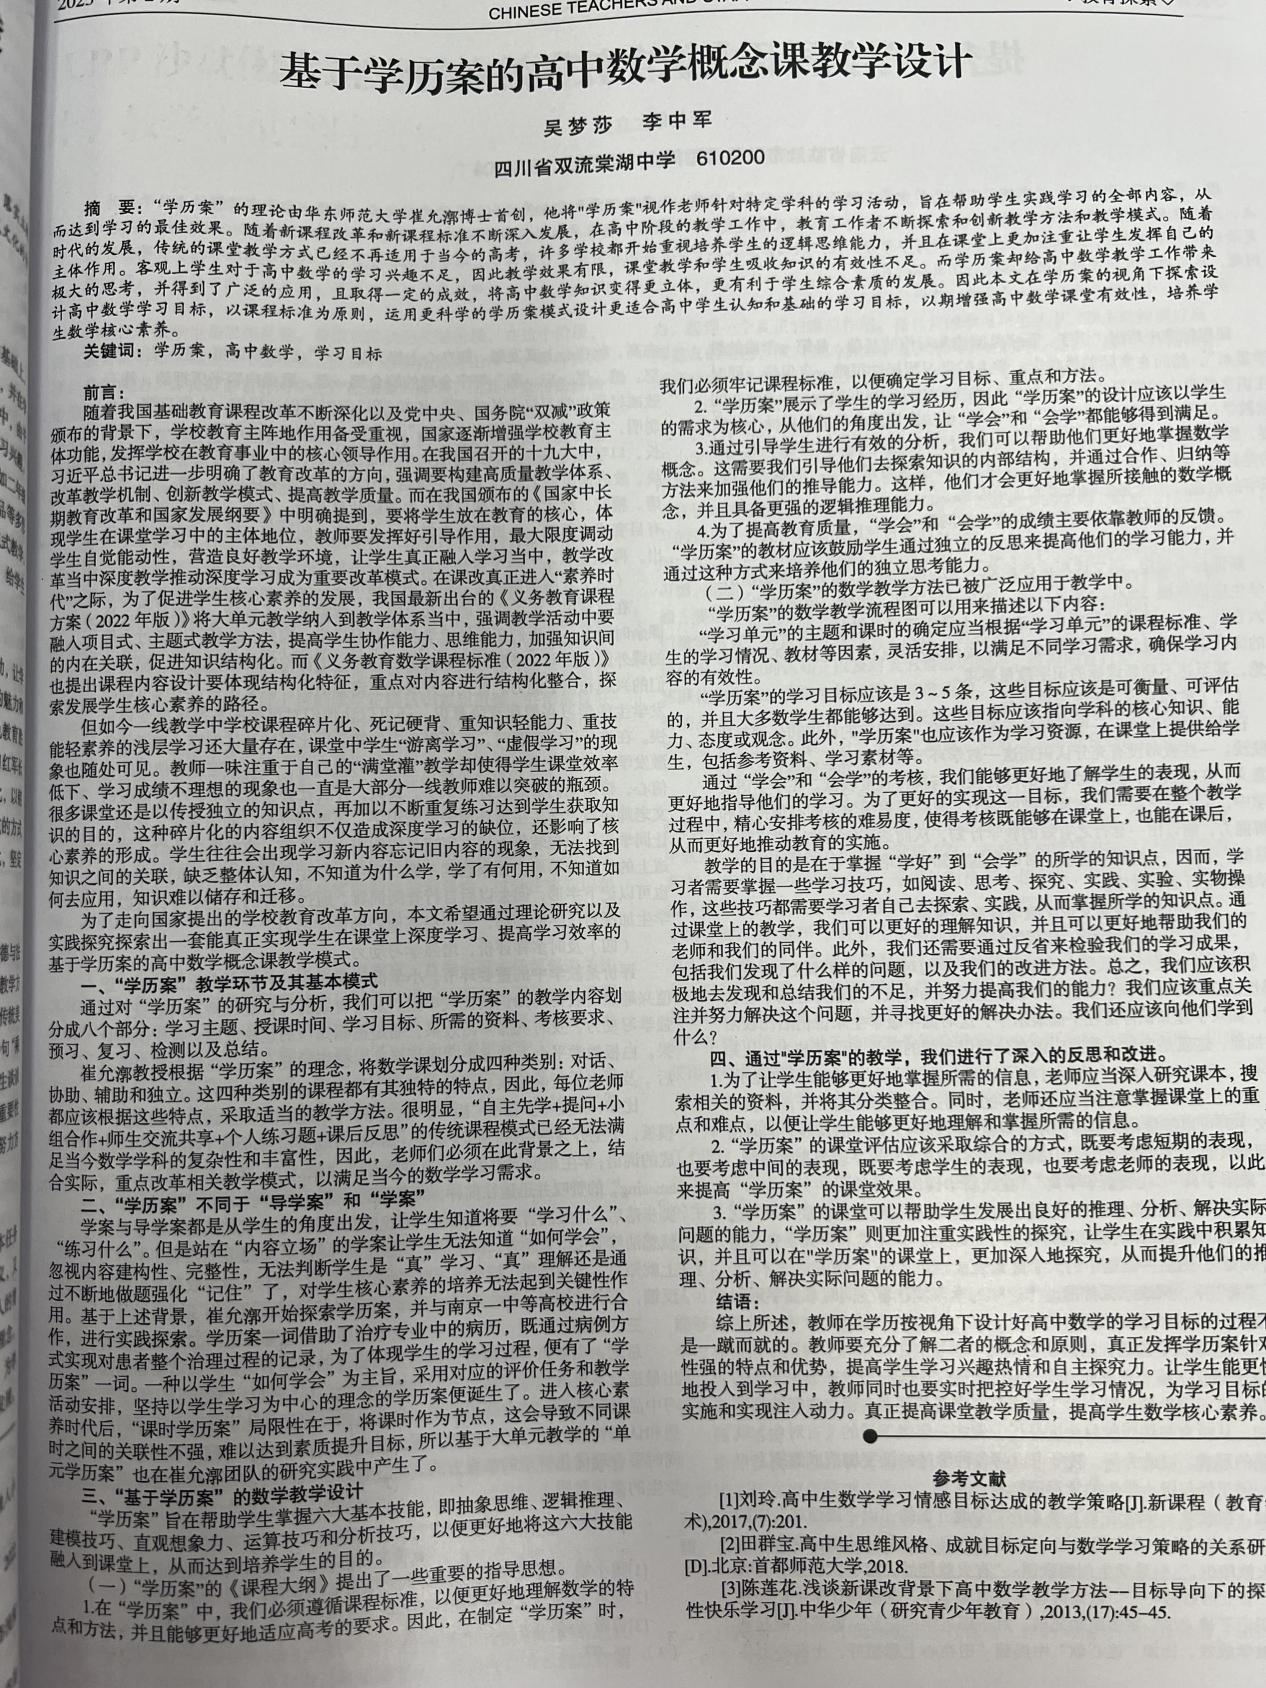 CHINESE TEACHERS AND STA
基于学历案的高中数学概念课教学设计
吴梦莎 李中军
四川省双流棠湖中学 610200
摘 要：“学历案”的理论由华东师范大学崔允漷博士首创，他将"学历案"视作老师针对特定学科的学习活动，旨在帮助学生实践学习的全部内容，从
而达到学习的最佳效果。随着新课程改革和新课程标准不断深入发展，在高中阶段的教学工作中，教育工作者不断探索和创新教学方法和教学模式。随着
时代的发展，传统的课堂教学方式已经不再适用于当今的高考，许多学校都开始重视培养学生的逻辑思维能力，并且在课堂上更加注重让学生发挥自己的
主体作用。客观上学生对于高中数学的学习兴趣不足，因此教学效果有限，课堂教学和学生吸收知识的有效性不足。而学历案却给高中数学教学工作带来
极大的思考，并得到了广泛的应用，且取得一定的成效，将高中数学知识变得更立体，更有利于学生综合素质的发展。因此本文在学历案的视角下探索设
计高中数学学习目标，以课程标准为原则，运用更科学的学历案模式设计更适合高中学生认知和基础的学习目标，以期增强高中数学课堂有效性，培养学
生数学核心素养。
关键词：学历案，高中数学，学习目标
前言：
随着我国基础教育课程改革不断深化以及党中央、国务院“双减”政策
颁布的背景下，学校教育主阵地作用备受重视，国家逐渐增强学校教育主
体功能，发挥学校在教育事业中的核心领导作用。在我国召开的十九大中，
习近平总书记进一步明确了教育改革的方向，强调要构建高质量教学体系、
改革教学机制、创新教学模式、提高教学质量。而在我国颁布的《国家中长
期教育改革和国家发展纲要》中明确提到，要将学生放在教育的核心，体
现学生在课堂学习中的主体地位，教师要发挥好引导作用，最大限度调动
学生自觉能动性，营造良好教学环境，让学生真正融入学习当中，教学改
革当中深度教学推动深度学习成为重要改革模式。在课改真正进入“素养时
代”之际，为了促进学生核心素养的发展，我国最新出台的《义务教育课程
方案（2022 年版）》将大单元教学纳入到教学体系当中，强调教学活动中要
融入项目式、主题式教学方法，提高学生协作能力、思维能力，加强知识间
的内在关联，促进知识结构化。而《义务教育数学课程标准（2022 年版）》
也提出课程内容设计要体现结构化特征，重点对内容进行结构化整合，探
索发展学生核心素养的路径。
但如今一线教学中学校课程碎片化、死记硬背、重知识轻能力、重技
能轻素养的浅层学习还大量存在，课堂中学生“游离学习”、“虚假学习”的现
象也随处可见。教师一味注重于自己的“满堂灌”教学却使得学生课堂效率
低下、学习成绩不理想的现象也一直是大部分一线教师难以突破的瓶颈。
很多课堂还是以传授独立的知识点，再加以不断重复练习达到学生获取知
识的目的，这种碎片化的内容组织不仅造成深度学习的缺位，还影响了核
心素养的形成。学生往往会出现学习新内容忘记旧内容的现象，无法找到
知识之间的关联，缺乏整体认知，不知道为什么学，学了有何用，不知道如
何去应用，知识难以储存和迁移。
为了走向国家提出的学校教育改革方向，本文希望通过理论研究以及
实践探究探索出一套能真正实现学生在课堂上深度学习、提高学习效率的
基于学历案的高中数学概念课教学模式。
一、“学历案”教学环节及其基本模式
通过对“学历案”的研究与分析，我们可以把“学历案”的教学内容划
分成八个部分：学习主题、授课时间、学习目标、所需的资料、考核要求、
预习、复习、检测以及总结。
崔允漷教授根据“学历案”的理念，将数学课划分成四种类别：对话、
协助、辅助和独立。这四种类别的课程都有其独特的特点，因此，每位老师
都应该根据这些特点，采取适当的教学方法。很明显，“自主先学+提问+小
组合作+师生交流共享+个人练习题+课后反思”的传统课程模式已经无法满
足当今数学学科的复杂性和丰富性，因此，老师们必须在此背景之上，结
合实际，重点改革相关教学模式，以满足当今的数学学习需求。
二、“学历案”不同于“导学案”和“学案”
学案与导学案都是从学生的角度出发，让学生知道将要“学习什么”、
“练习什么”。但是站在“内容立场”的学案让学生无法知道“如何学会”，
忽视内容建构性、完整性，无法判断学生是“真”学习、“真”理解还是通
过不断地做题强化“记住”了，对学生核心素养的培养无法起到关键性作
用。基于上述背景，崔允漷开始探索学历案，并与南京一中等高校进行合
作，进行实践探索。学历案一词借助了治疗专业中的病历，既通过病例方
式实现对患者整个治理过程的记录，为了体现学生的学习过程，便有了“学
历案”一词。一种以学生“如何学会”为主旨，采用对应的评价任务和教学
活动安排，坚持以学生学习为中心的理念的学历案便诞生了。进入核心素
养时代后，“课时学历案”局限性在于，将课时作为节点，这会导致不同课
时之间的关联性不强，难以达到素质提升目标，所以基于大单元教学的“单
元学历案”也在崔允漷团队的研究实践中产生了。
三、“基于学历案”的数学教学设计
“学历案”旨在帮助学生掌握六大基本技能，即抽象思维、逻辑推理、
建模技巧、直观想象力、运算技巧和分析技巧，以便更好地将这六大技能
融入到课堂上，从而达到培养学生的目的。
（一）“学历案”的《课程大纲》提出了一些重要的指导思想。
1.在“学历案”中，我们必须遵循课程标准，以便更好地理解数学的特
点和方法，并且能够更好地适应高考的要求。因此，在制定“学历案”时，
我们必须牢记课程标准，以便确定学习目标、重点和方法。
2. “学历案”展示了学生的学习经历，因此“学历案”的设计应该以学生
的需求为核心，从他们的角度出发，让“学会”和“会学”都能够得到满足。
3.通过引导学生进行有效的分析，我们可以帮助他们更好地掌握数学
概念。这需要我们引导他们去探索知识的内部结构，并通过合作、归纳等
方法来加强他们的推导能力。这样，他们才会更好地掌握所接触的数学概
念，并且具备更强的逻辑推理能力。
4.为了提高教育质量，“学会”和“会学”的成绩主要依靠教师的反馈。
“学历案”的教材应该鼓励学生通过独立的反思来提高他们的学习能力，并
通过这种方式来培养他们的独立思考能力。
（二）“学历案”的数学教学方法已被广泛应用于教学中。
“学历案”的数学教学流程图可以用来描述以下内容：
“学习单元”的主题和课时的确定应当根据“学习单元”的课程标准、学
生的学习情况、教材等因素，灵活安排，以满足不同学习需求，确保学习内
容的有效性。
“学历案”的学习目标应该是 3～5 条，这些目标应该是可衡量、可评估
的，并且大多数学生都能够达到。这些目标应该指向学科的核心知识、能
力、态度或观念。此外，"学历案"也应该作为学习资源，在课堂上提供给学
生，包括参考资料、学习素材等。
通过“学会”和“会学”的考核，我们能够更好地了解学生的表现，从而
更好地指导他们的学习。为了更好的实现这一目标，我们需要在整个教学
过程中，精心安排考核的难易度，使得考核既能够在课堂上，也能在课后，
从而更好地推动教育的实施。
教学的目的是在于掌握“学好”到“会学”的所学的知识点，因而，学
习者需要掌握一些学习技巧，如阅读、思考、探究、实践、实验、实物操
作，这些技巧都需要学习者自己去探索、实践，从而掌握所学的知识点。通
过课堂上的教学，我们可以更好的理解知识，并且可以更好地帮助我们的
老师和我们的同伴。此外，我们还需要通过反省来检验我们的学习成果，
包括我们发现了什么样的问题，以及我们的改进方法。总之，我们应该积
极地去发现和总结我们的不足，并努力提高我们的能力？我们应该重点关
注并努力解决这个问题，并寻找更好的解决办法。我们还应该向他们学到
什么？
四、通过"学历案"的教学，我们进行了深入的反思和改进。
1.为了让学生能够更好地掌握所需的信息，老师应当深入研究课本，搜
索相关的资料，并将其分类整合。同时，老师还应当注意掌握课堂上的重
点和难点，以便让学生能够更好地理解和掌握所需的信息。
2. “学历案”的课堂评估应该采取综合的方式，既要考虑短期的表现，
也要考虑中间的表现，既要考虑学生的表现，也要考虑老师的表现，以此
来提高“学历案”的课堂效果。
3. “学历案”的课堂可以帮助学生发展出良好的推理、分析、解决实际
问题的能力，“学历案”则更加注重实践性的探究，让学生在实践中积累知
识，并且可以在"学历案"的课堂上，更加深入地探究，从而提升他们的推
理、分析、解决实际问题的能力。
结语：
综上所述，教师在学历按视角下设计好高中数学的学习目标的过程不
是一蹴而就的。教师要充分了解二者的概念和原则，真正发挥学历案针对
性强的特点和优势，提高学生学习兴趣热情和自主探究力。让学生能更快
地投入到学习中，教师同时也要实时把控好学生学习情况，为学习目标的
实施和实现注入动力。真正提高课堂教学质量，提高学生数学核心素养。
参考文献
[1]刘玲.高中生数学学习情感目标达成的教学策略[J].新课程（教育
术),2017,(7):201.
[2]田群宝.高中生思维风格、成就目标定向与数学学习策略的关系研
[D].北京:首都师范大学,2018.
[3]陈莲花.浅谈新课改背景下高中数学教学方法--目标导向下的探
性快乐学习[J].中华少年（研究青少年教育）,2013,(17):45-45.